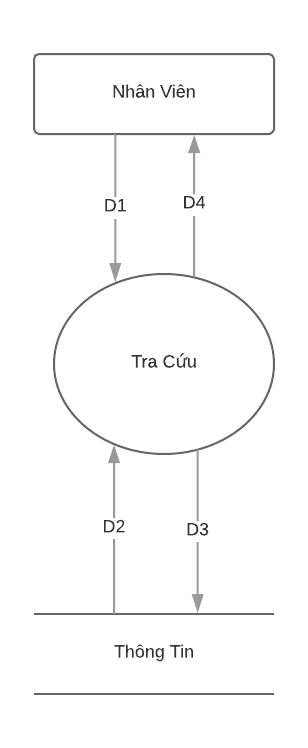 Nhân Viên
D1
D4
Tra Cứu
D2
D3
Thông Tin